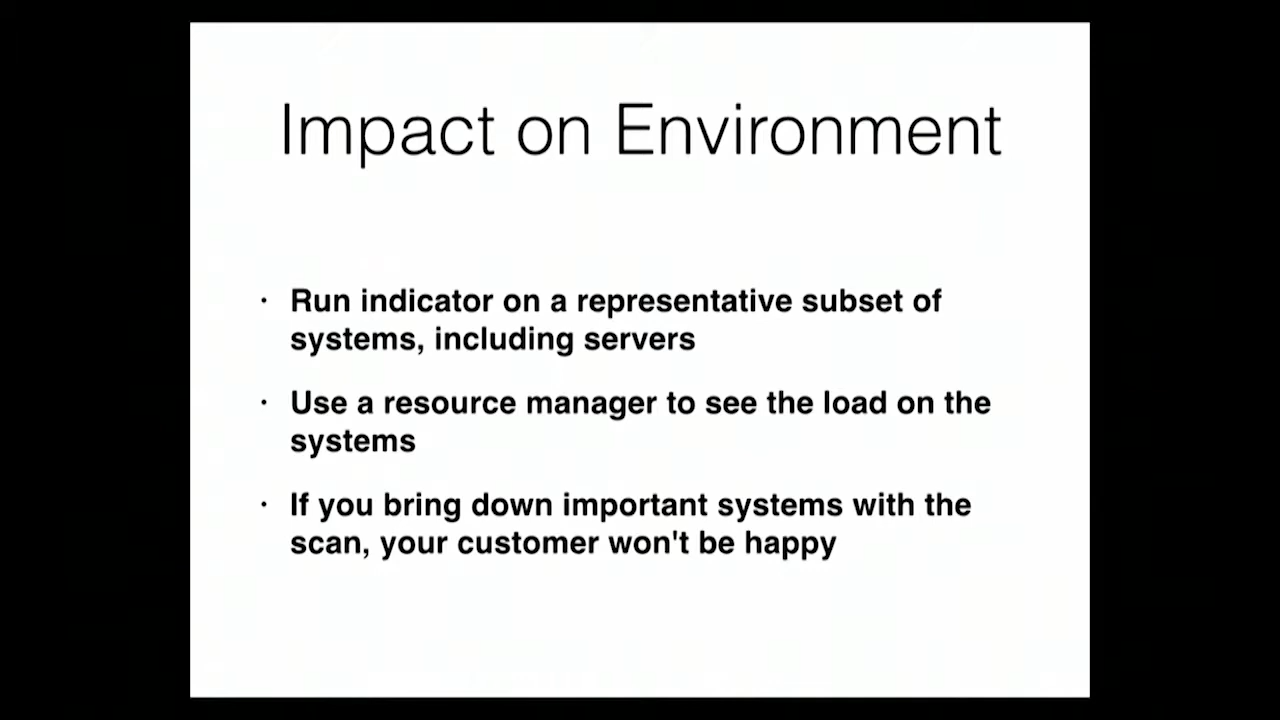 Impact on Environment
• Run indicator on a representative subset of
systems, including servers
• Use a resource manager to see the load on the
systems
• If you bring down important systems with the
scan, your customer won't be happy